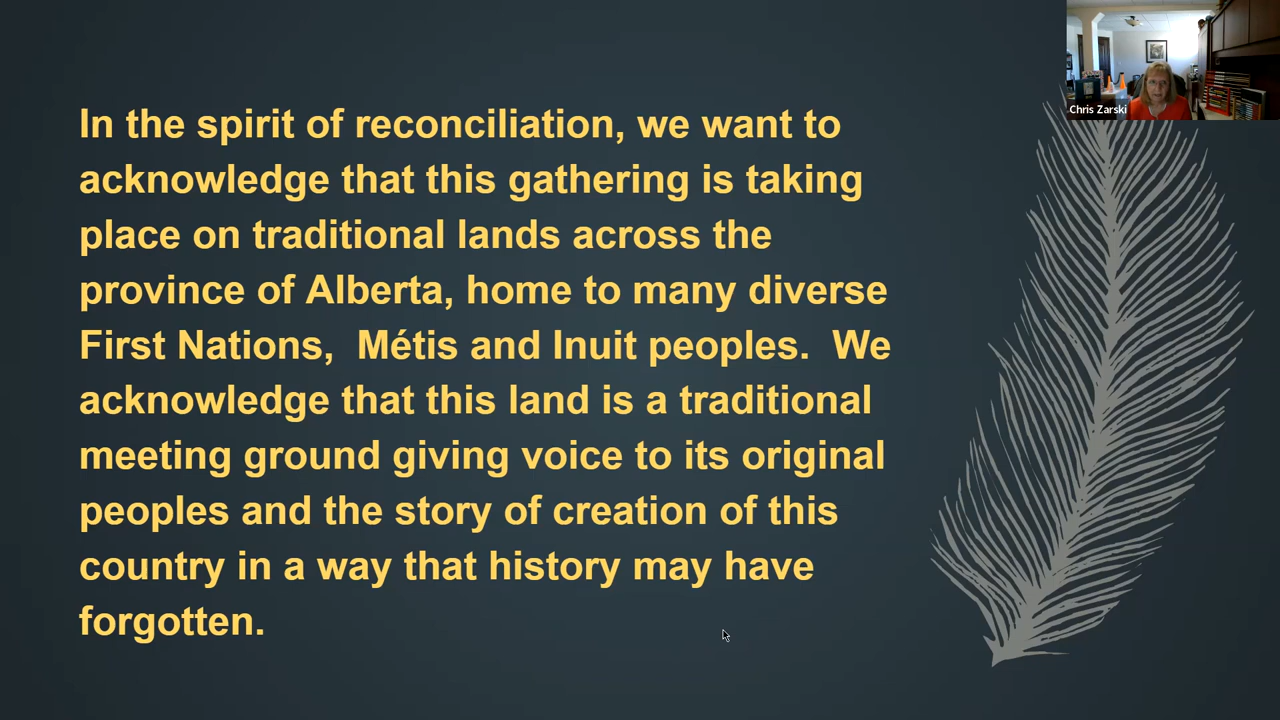 Chris Zarski
In the spirit of reconciliation, we want to
acknowledge that this gathering is taking
place on traditional lands across the
province of Alberta, home to many diverse
First Nations,  Métis and Inuit peoples.  We
acknowledge that this land is a traditional
meeting ground giving voice to its original
peoples and the story of creation of this
country in a way that history may have
forgotten.